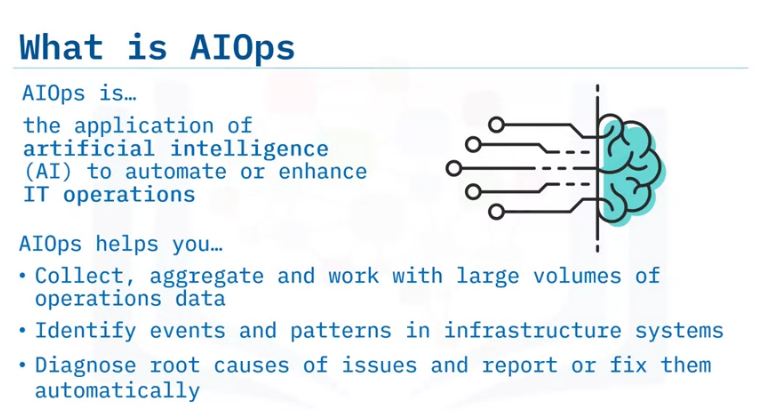 What is AIOps
AIOps is…
the application of
artificial intelligence
(AI) to automate or enhance
IT operations
AIOps helps you…
• Collect, aggregate and work with large volumes of
operations data
• Identify events and patterns in infrastructure systems
• Diagnose root causes of issues and report or fix them
automatically